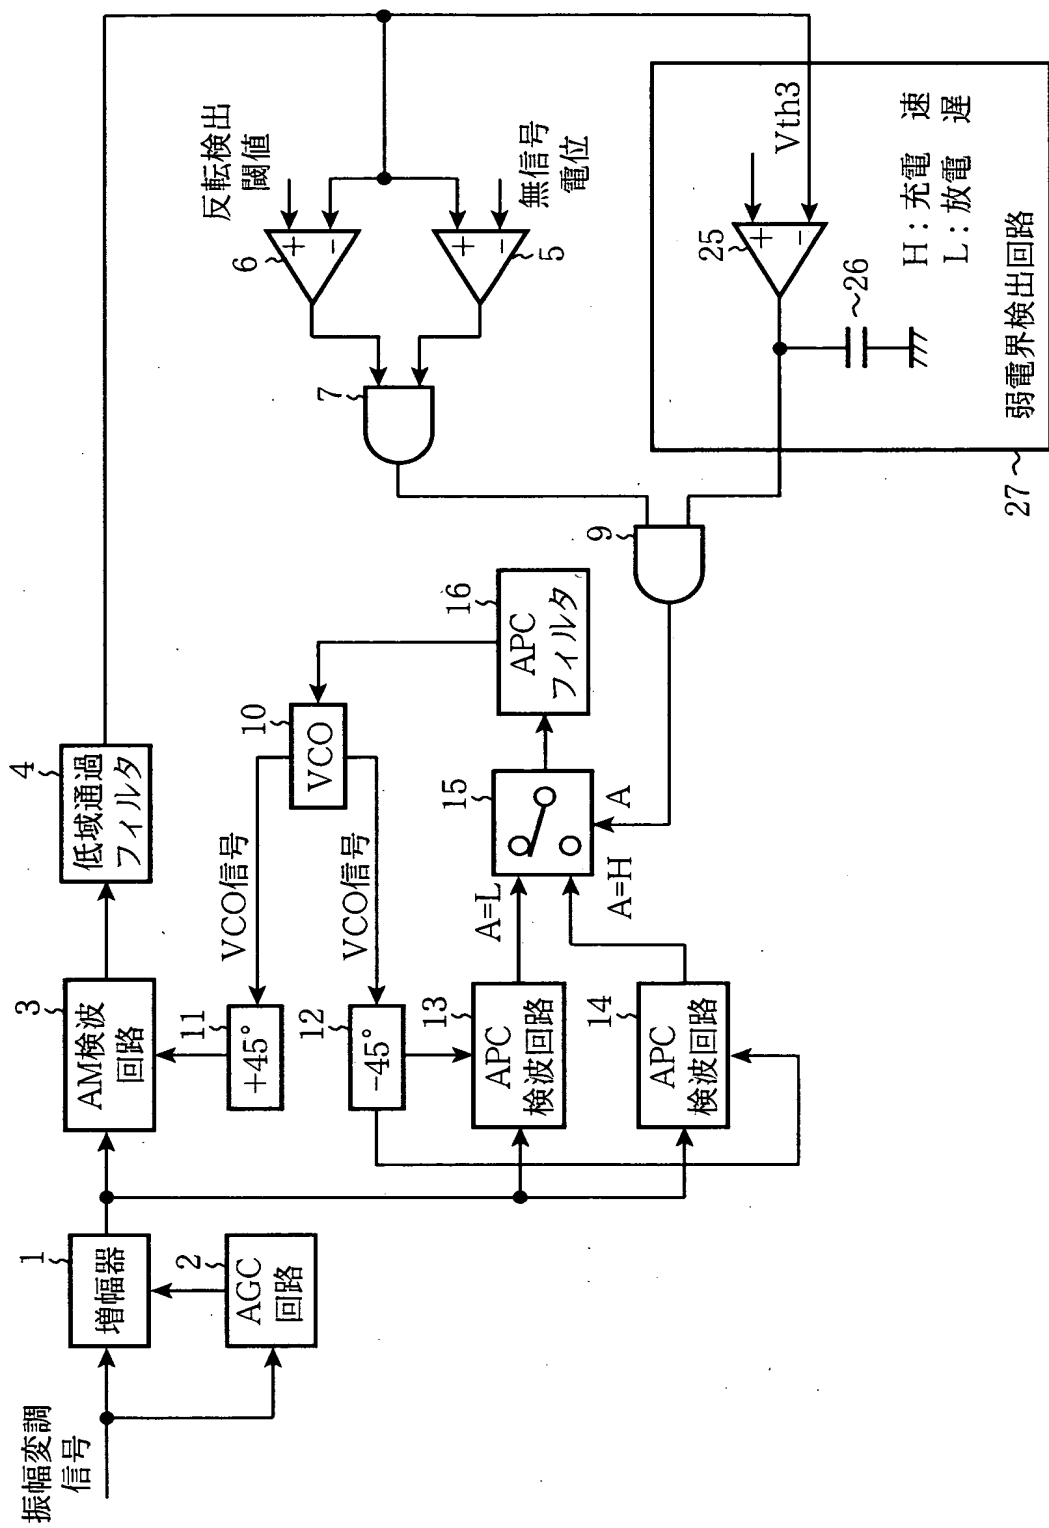 振幅変調
信号
1
増幅器
2
AGC
回路
3
AM検波
回路
4
低域通過
フィルタ
11
+45°
12
-45°
VCO信号
VCO信号
10
VCO
13
APC
検波回路
14
APC
検波回路
A=L
A=H
15
A
16
APC
フィルタ
反転検出
閾値
6
+
-
無信号
電位
5
+
-
7
9
25
+
-
Vth3
26
H:充電 速
L:放電 遅
弱電界検出回路
27